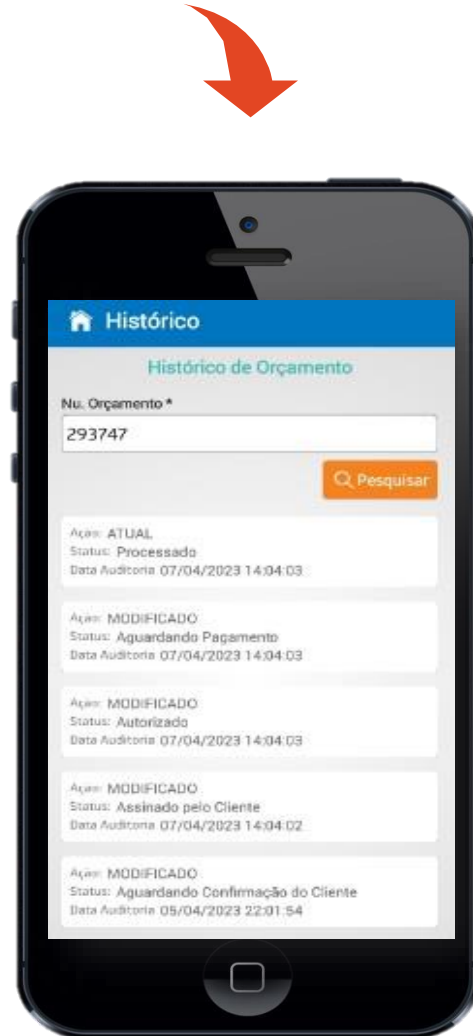 Histórico
Histórico de Orçamento
Nu. Orçamento *
293747
Pesquisar
Ação: ATUAL
Status: Processado
Data Auditoria 07/04/2023 14:04:03
Ação: MODIFICADO
Status: Aguardando Pagamento
Data Auditoria 07/04/2023 14:04:03
Ação: MODIFICADO
Status: Autorizado
Data Auditoria 07/04/2023 14:04:03
Ação: MODIFICADO
Status: Assinado pelo Cliente
Data Auditoria 07/04/2023 14:04:02
Ação: MODIFICADO
Status: Aguardando Confirmação do Cliente
Data Auditoria 05/04/2023 22:01:54